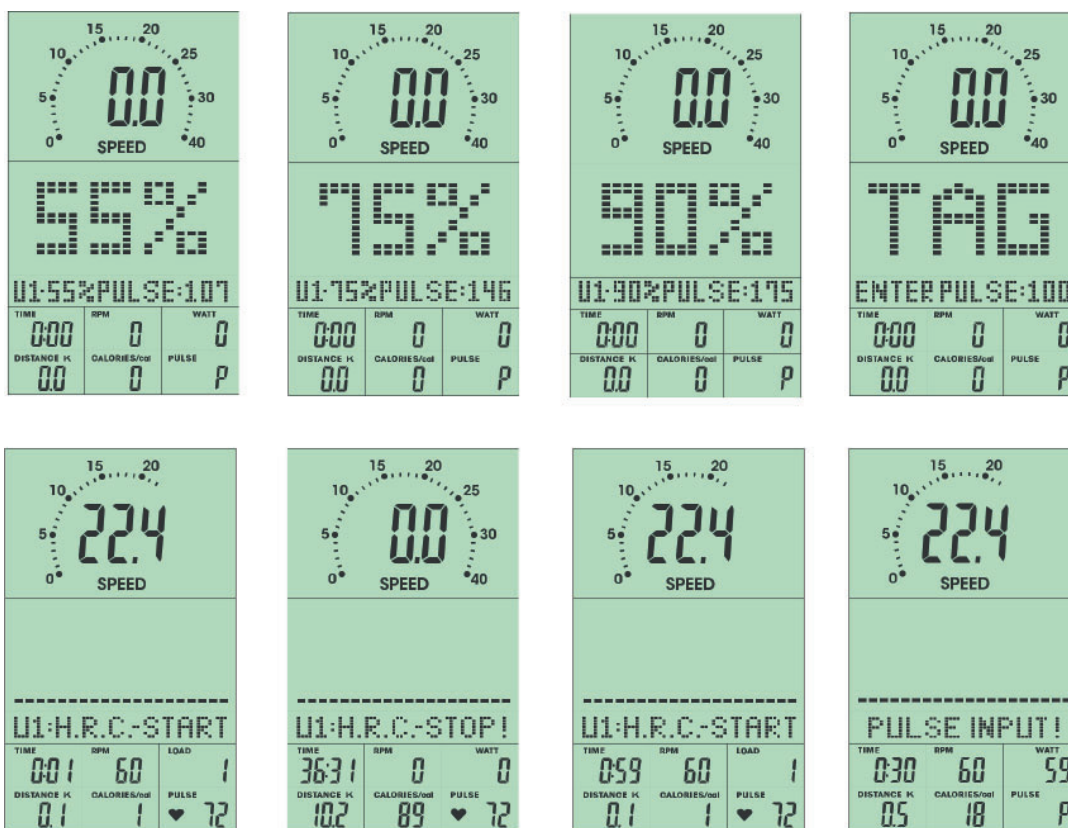 15 20
10 25
0.0
5 30
0 SPEED 40
55%
U1-55%PULSE:107
TIME RPM WATT
0:00 0 0
DISTANCE K CALORIES/cal PULSE
0.0 0 P
15 20
10 25
0.0
5 30
0 SPEED 40
75%
U1-75%PULSE:146
TIME RPM WATT
0:00 0 0
DISTANCE K CALORIES/cal PULSE
0.0 0 P
15 20
10 25
0.0
5 30
0 SPEED 40
90%
U1-90%PULSE:175
TIME RPM WATT
0:00 0 0
DISTANCE K CALORIES/cal PULSE
0.0 0 P
15 20
10 25
0.0
5 30
0 SPEED 40
TAG
ENTER PULSE:100
TIME RPM WATT
0:00 0 0
DISTANCE K CALORIES/cal PULSE
0.0 0 P
15 20
10
22.4
5
0 SPEED
U1:H.R.C.-START
TIME RPM LOAD
0:01 60 1
DISTANCE K CALORIES/cal PULSE
0.1 1 ♥ 72
15 20
10 25
0.0
5 30
0 SPEED 40
U1:H.R.C.-STOP!
TIME RPM WATT
36:31 0 0
DISTANCE K CALORIES/cal PULSE
10.2 89 ♥ 72
15 20
10
22.4
5
0 SPEED
U1:H.R.C.-START
TIME RPM LOAD
0:59 60 1
DISTANCE K CALORIES/cal PULSE
0.1 1 ♥ 72
15 20
10
22.4
5
0 SPEED
PULSE INPUT!
TIME RPM WATT
0:30 60 59
DISTANCE K CALORIES/cal PULSE
0.5 18 P